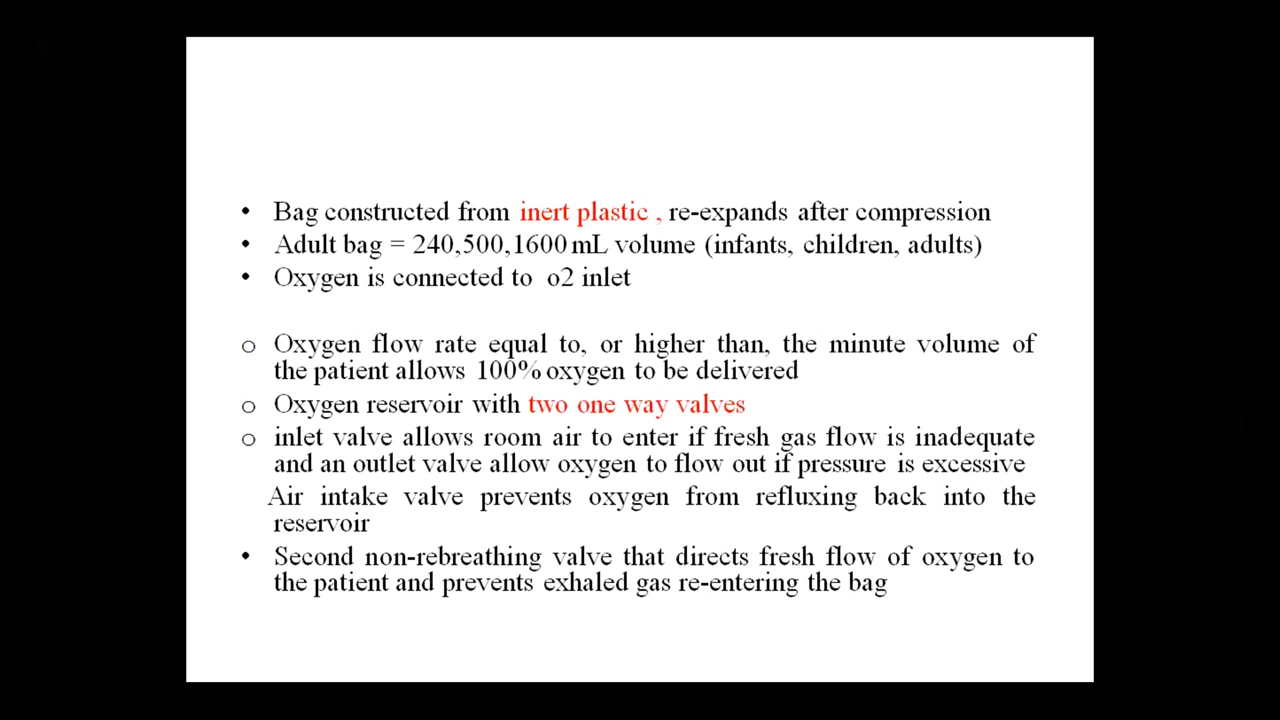 • Bag constructed from inert plastic , re-expands after compression
• Adult bag = 240,500,1600 mL volume (infants, children, adults)
• Oxygen is connected to o2 inlet
o Oxygen flow rate equal to, or higher than, the minute volume of
the patient allows 100% oxygen to be delivered
o Oxygen reservoir with two one way valves
o inlet valve allows room air to enter if fresh gas flow is inadequate
and an outlet valve allow oxygen to flow out if pressure is excessive
Air intake valve prevents oxygen from refluxing back into the
reservoir
• Second non-rebreathing valve that directs fresh flow of oxygen to
the patient and prevents exhaled gas re-entering the bag